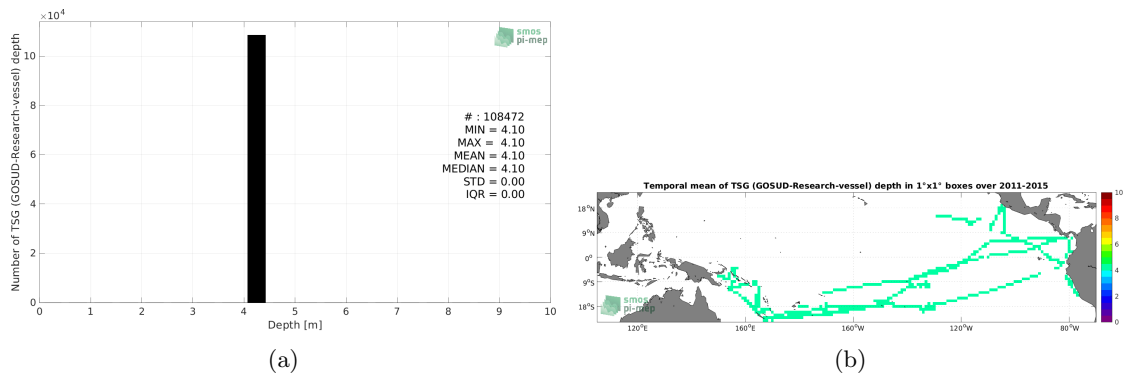 ×10⁴
smos
pi-mep
Number of TSG (GOSUD-Research-vessel) depth
10
8
6
4
2
0
# : 108472
MIN = 4.10
MAX = 4.10
MEAN = 4.10
MEDIAN = 4.10
STD = 0.00
IQR = 0.00
0 1 2 3 4 5 6 7 8 9 10
Depth [m]
(a)
Temporal mean of TSG (GOSUD-Research-vessel) depth in 1°x1° boxes over 2011-2015
18°N
9°N
0°
9°S
18°S
smos
pi-mep
120°E 160°E 160°W 120°W 80°W
10
8
6
4
2
0
(b)